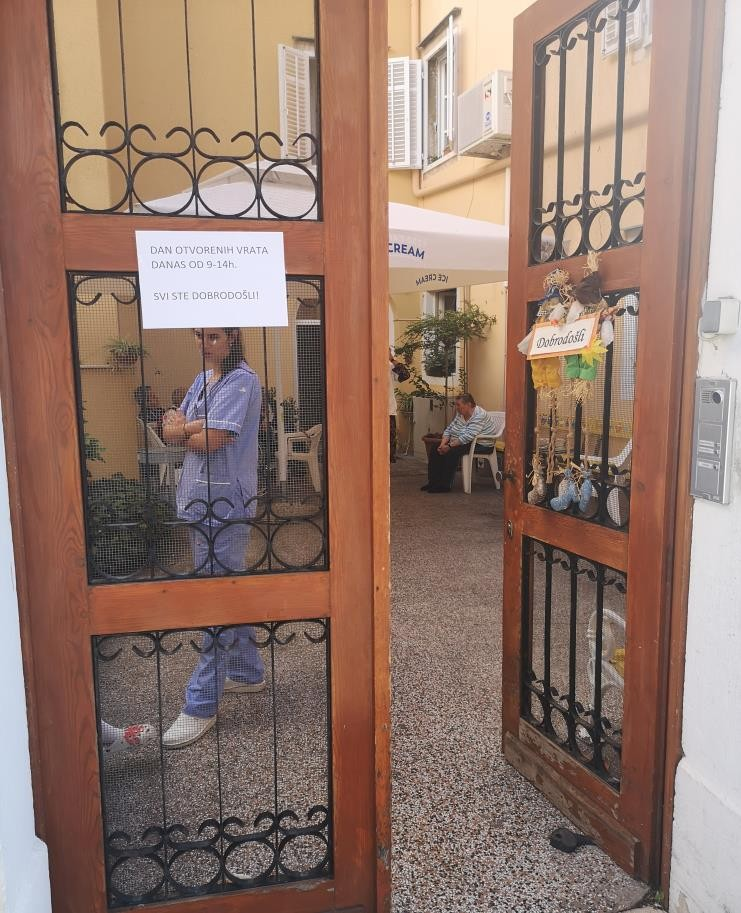 DAN OTVORENIH VRATA
DANAS OD 9-14h.
SVI STE DOBRODOŠLI!
CREAM
ICE CREAM
Dobrodošli